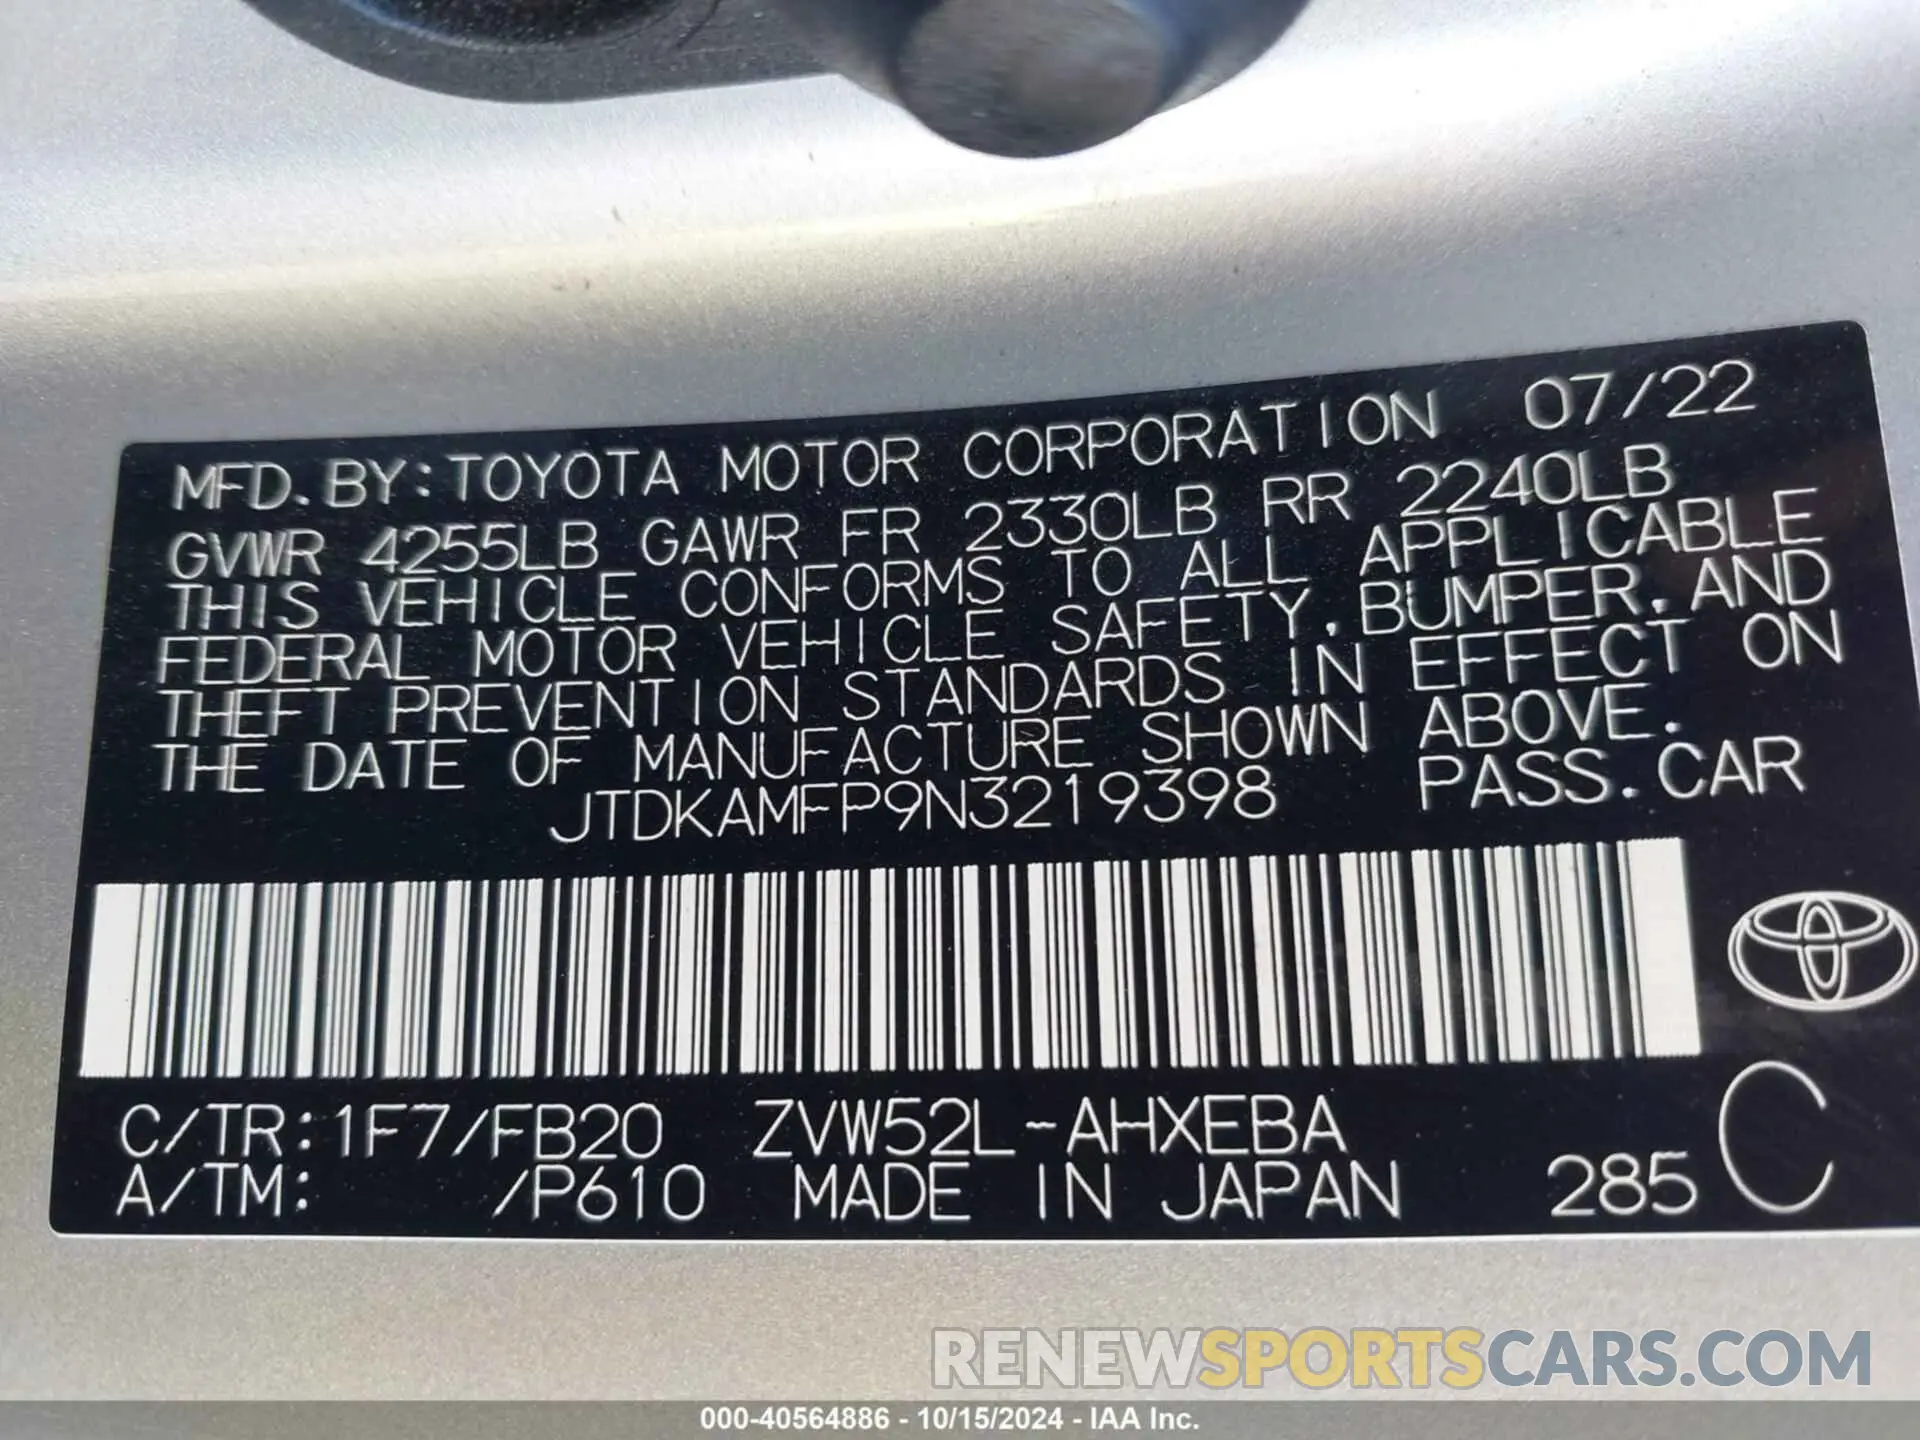 MFD. BY: TOYOTA MOTOR CORPORATION 07/22
GVWR 4255LB GAWR FR 2330LB RR 2240LB
THIS VEHICLE CONFORMS TO ALL APPLICABLE
FEDERAL MOTOR VEHICLE SAFETY, BUMPER, AND
THEFT PREVENTION STANDARDS IN EFFECT ON
THE DATE OF MANUFACTURE SHOWN ABOVE.
JTDKAMFP9N3219398 PASS. CAR
C/TR: 1F7/FB20 ZVW52L-AHXEBA
A/TM: /P610 MADE IN JAPAN 285 C
RENEWSPORTSCARS.COM
000-40564886 - 10/15/2024 - IAA Inc.